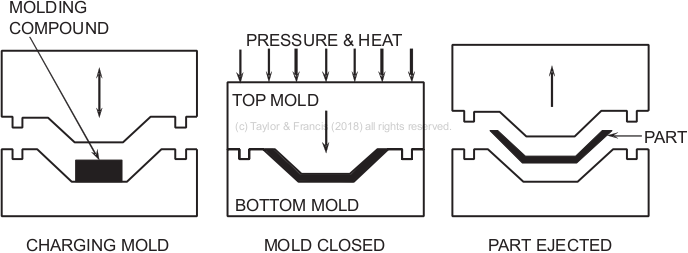 MOLDING
COMPOUND
PRESSURE & HEAT
TOP MOLD
(c) Taylor & Francis (2018) all rights reserved.
PART
BOTTOM MOLD
CHARGING MOLD
MOLD CLOSED
PART EJECTED